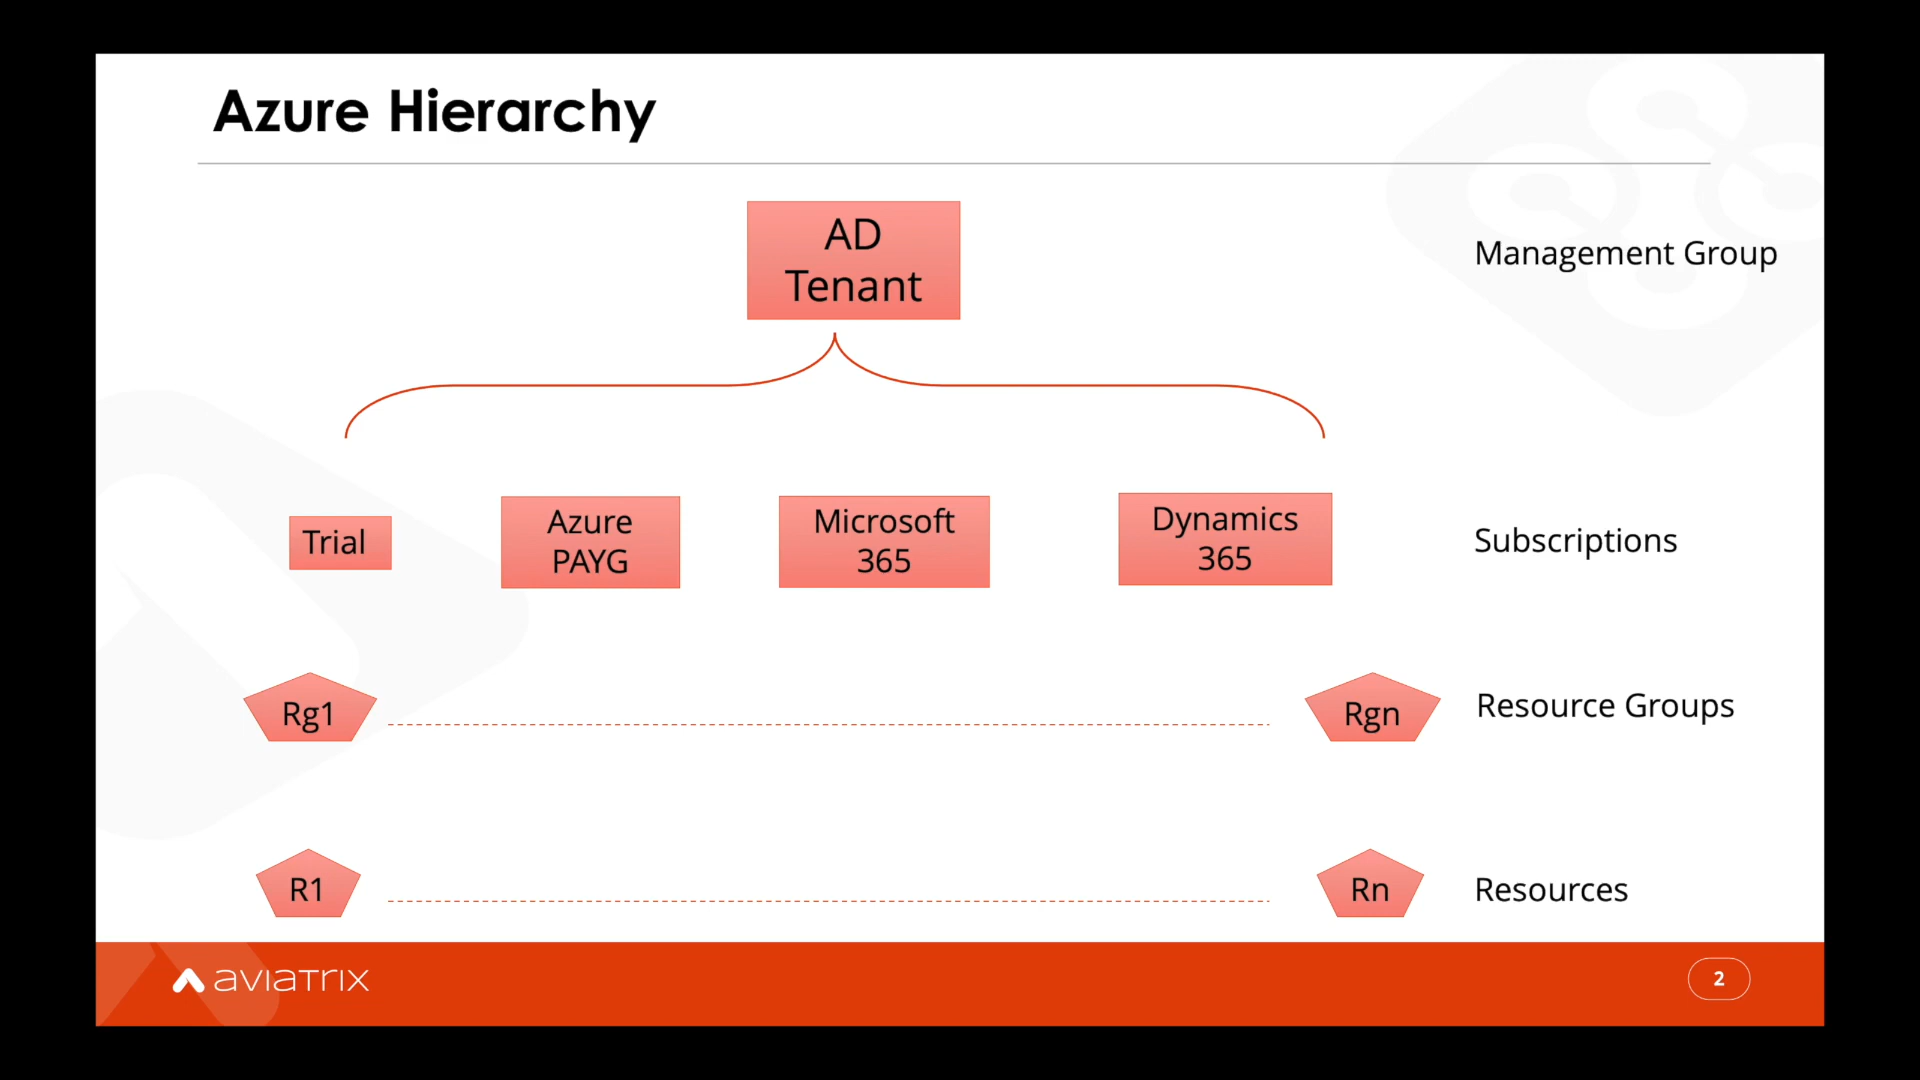 Azure Hierarchy
AD
Tenant
Management Group
Trial
Azure
PAYG
Microsoft
365
Dynamics
365
Subscriptions
Rg1
Rgn
Resource Groups
R1
Rn
Resources
aviatrix
2